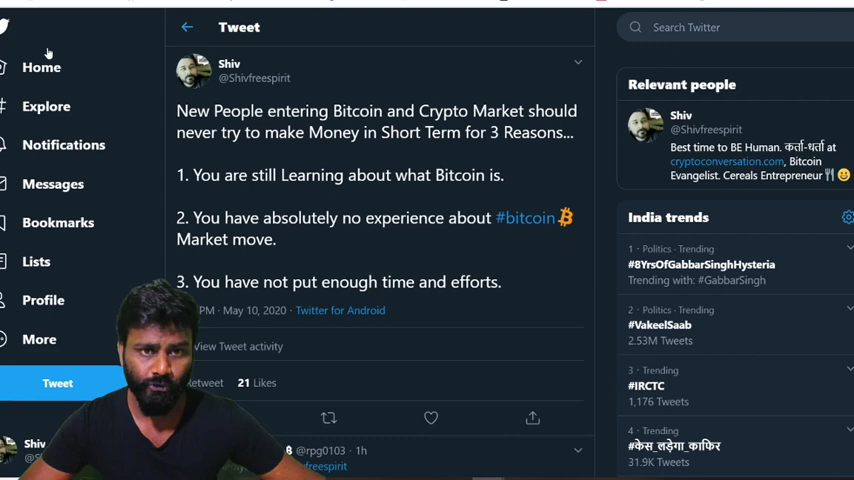 Tweet
Search Twitter
Home
Explore
Notifications
Messages
Bookmarks
Lists
Profile
More
Tweet
Shiv
Shiv
@Shivfreespirit
New People entering Bitcoin and Crypto Market should
never try to make Money in Short Term for 3 Reasons...
1. You are still Learning about what Bitcoin is.
2. You have absolutely no experience about #bitcoin
Market move.
3. You have not put enough time and efforts.
PM · May 10, 2020 · Twitter for Android
View Tweet activity
Retweet 21 Likes
@rpg0103 · 1h
freespirit
Relevant people
Shiv
@Shivfreespirit
Best time to BE Human. कर्ता-धर्ता at
cryptoconversation.com, Bitcoin
Evangelist. Cereals Entrepreneur
India trends
1 · Politics · Trending
#8YrsOfGabbarSinghHysteria
Trending with: #GabbarSingh
2 · Politics · Trending
#VakeelSaab
2.53M Tweets
3 · Trending
#IRCTC
1,176 Tweets
4 · Trending
#केस_लड़ेगा_काफिर
31.9K Tweets